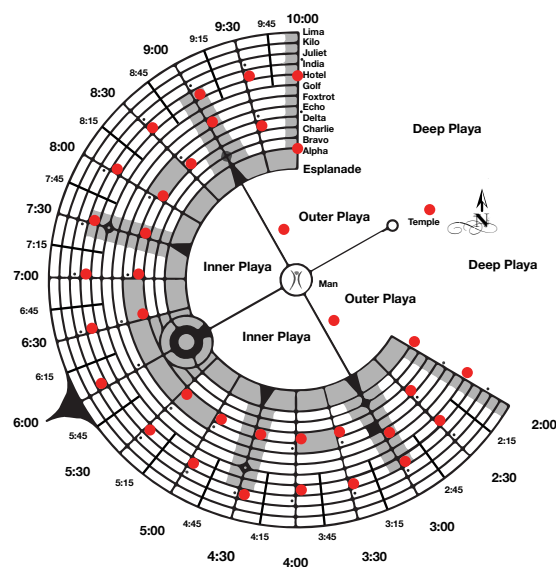 10:00
9:45
9:30
9:15
9:00
8:45
8:30
8:15
8:00
7:45
7:30
7:15
7:00
6:45
6:30
6:15
6:00
5:45
5:30
5:15
5:00
4:45
4:30
4:15
4:00
3:45
3:30
3:15
3:00
2:45
2:30
2:15
2:00
Lima
Kilo
Juliet
India
Hotel
Golf
Foxtrot
Echo
Delta
Charlie
Bravo
Alpha
Esplanade
Deep Playa
Outer Playa
Temple
N
Deep Playa
Inner Playa
Man
Outer Playa
Inner Playa